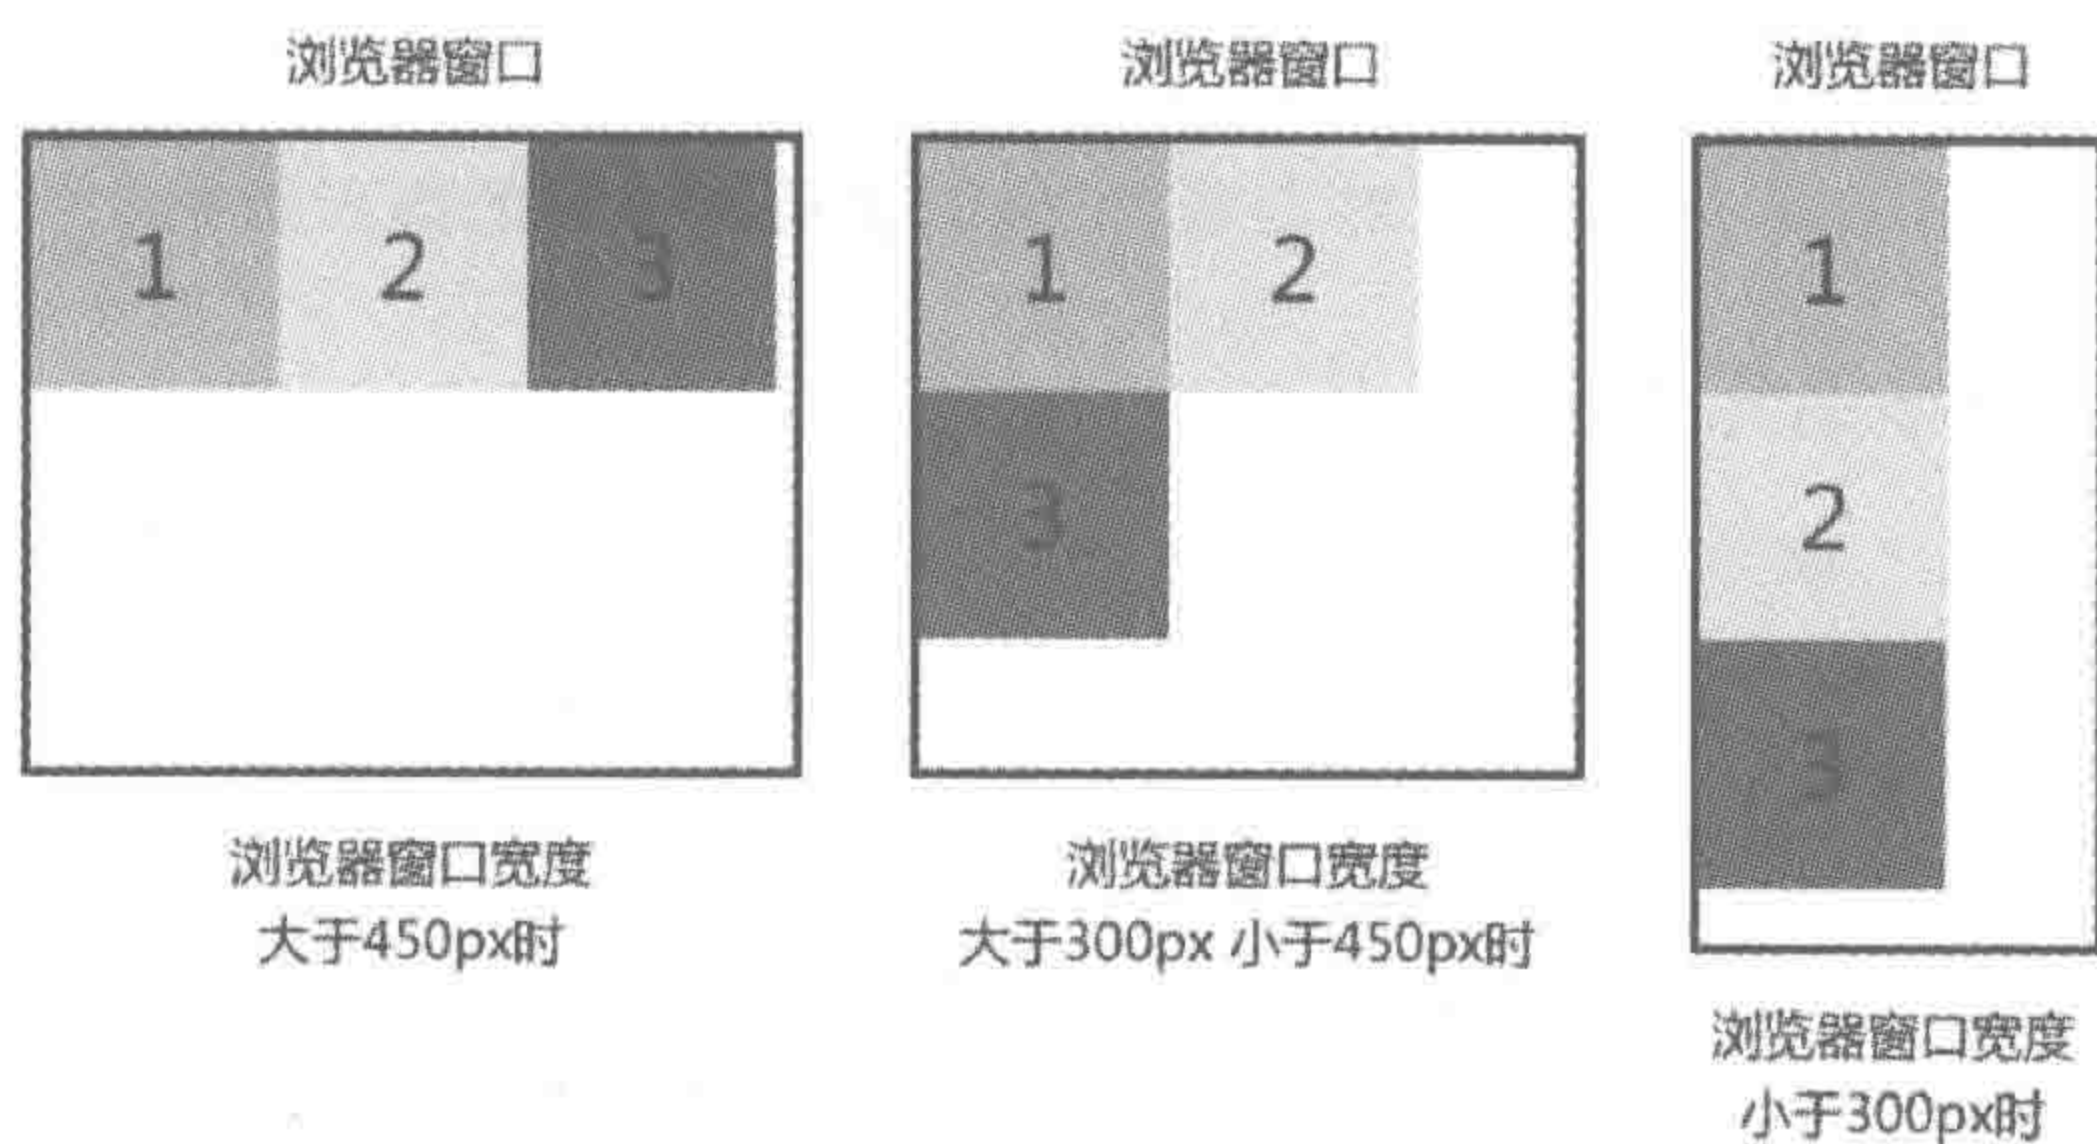 浏览器窗口
1 2 3
浏览器窗口宽度
大于450px时
浏览器窗口
1 2
3
浏览器窗口宽度
大于300px 小于450px时
浏览器窗口
1
2
3
浏览器窗口宽度
小于300px时